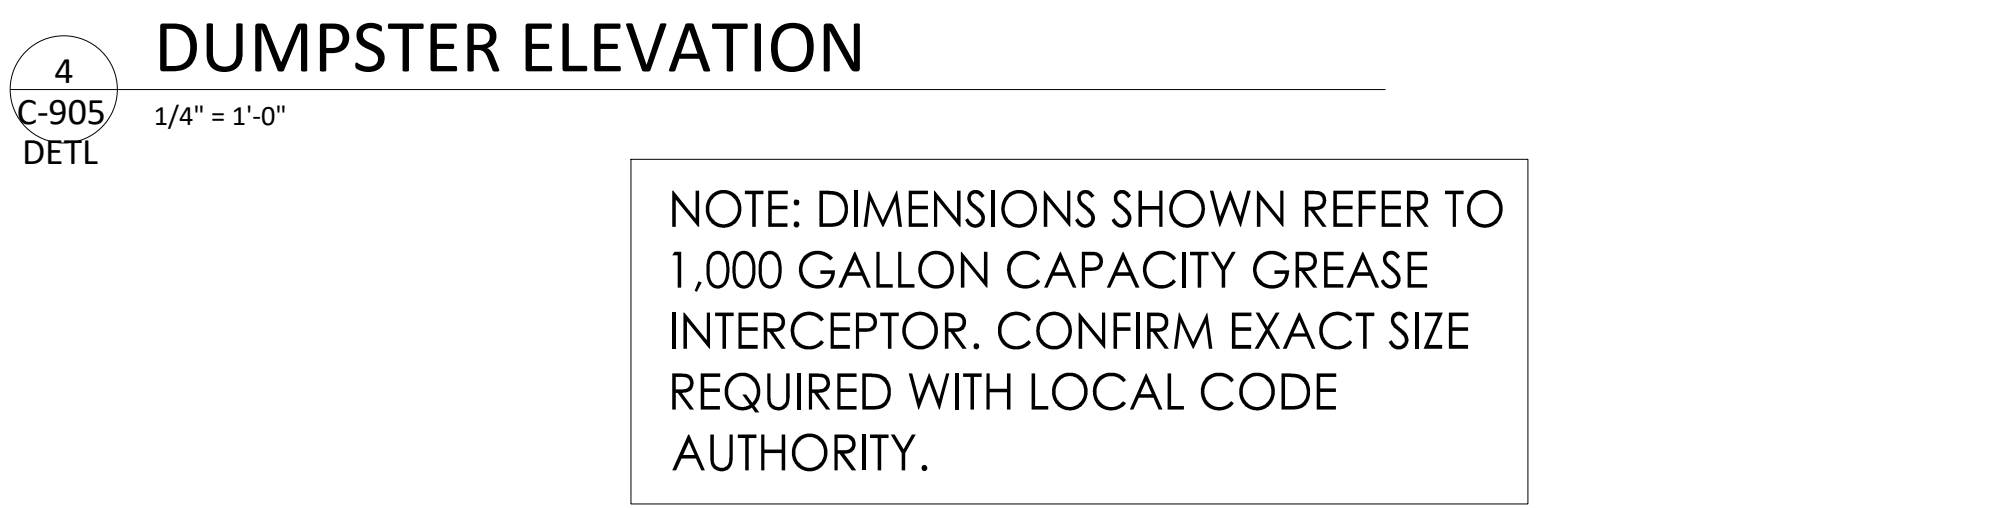 DUMPSTER ELEVATION
4
C-905
DETL
1/4" = 1'-0"
NOTE: DIMENSIONS SHOWN REFER TO
1,000 GALLON CAPACITY GREASE
INTERCEPTOR. CONFIRM EXACT SIZE
REQUIRED WITH LOCAL CODE
AUTHORITY.